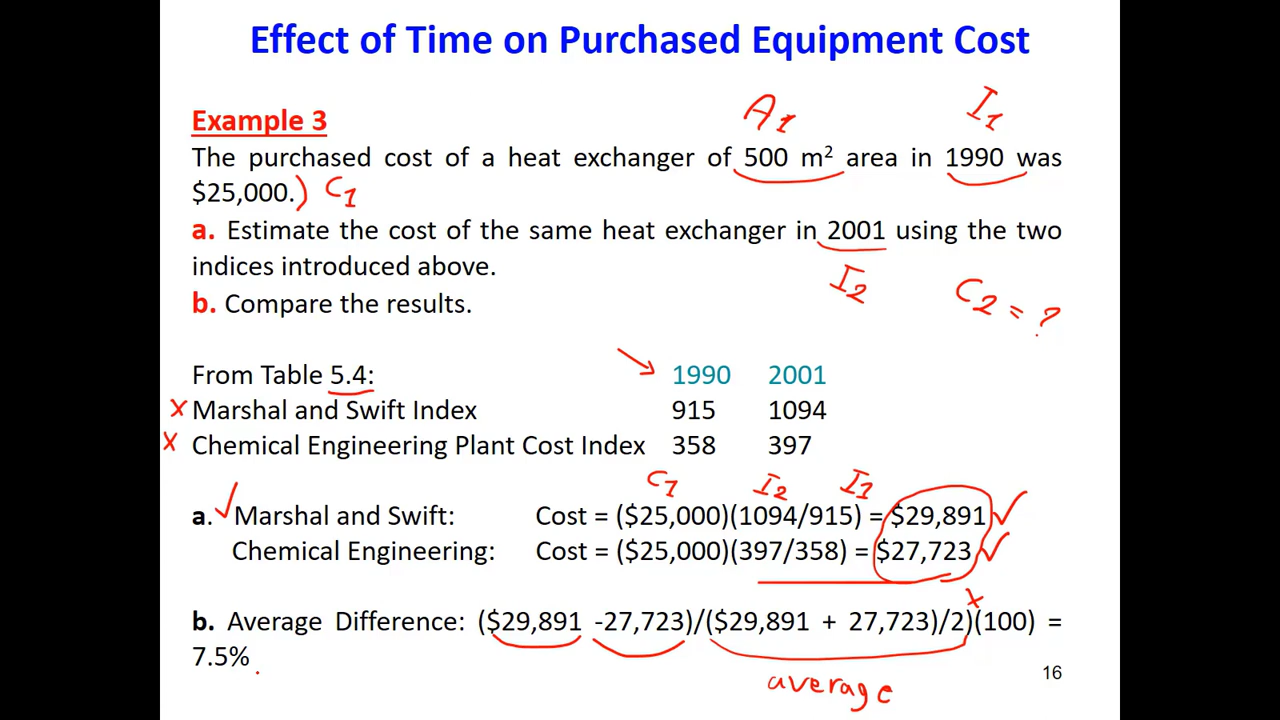 Effect of Time on Purchased Equipment Cost
A1 I1
Example 3
The purchased cost of a heat exchanger of 500 m² area in 1990 was
$25,000.) C1
a. Estimate the cost of the same heat exchanger in 2001 using the two
indices introduced above.
I2 C2 = ?
b. Compare the results.
From Table 5.4: 1990 2001
x Marshal and Swift Index 915 1094
x Chemical Engineering Plant Cost Index 358 397
C1 I2 I1
a. ✓ Marshal and Swift: Cost = ($25,000)(1094/915) = $29,891 ✓
Chemical Engineering: Cost = ($25,000)(397/358) = $27,723 ✓
x
b. Average Difference: ($29,891 -27,723)/($29,891 + 27,723)/2)(100) =
7.5%
average
16